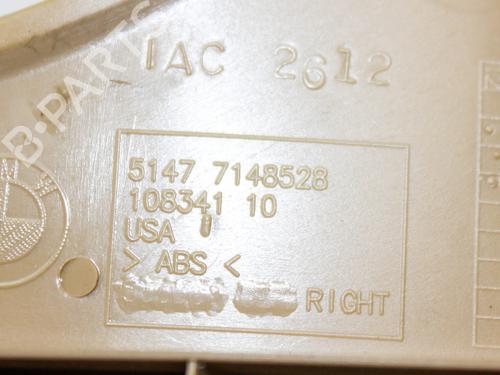 IAC 2612
5147 7148528
108341 10
USA
> ABS <
RIGHT
B-PARTS